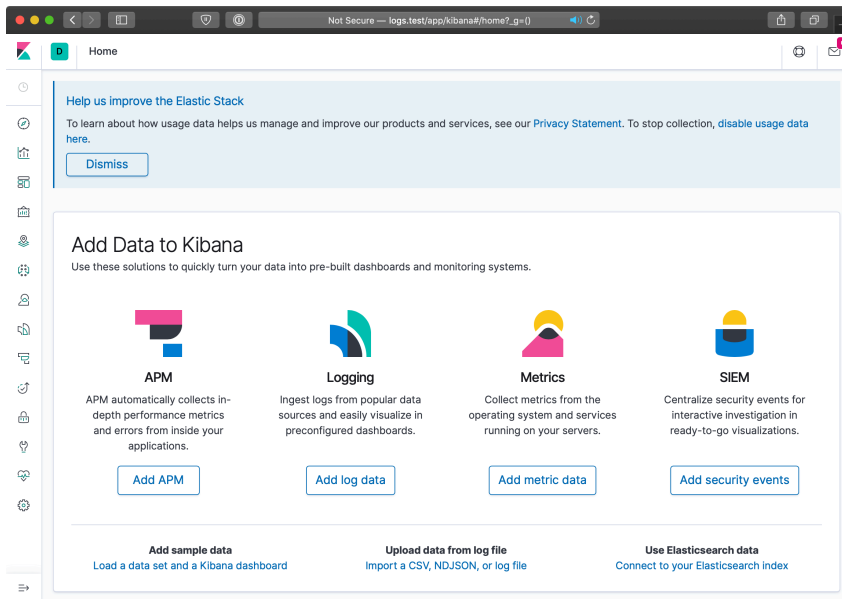 Not Secure — logs.test/app/kibana#/home?_g=()
D
Home
Help us improve the Elastic Stack
To learn about how usage data helps us manage and improve our products and services, see our Privacy Statement. To stop collection, disable usage data
here.
Dismiss
Add Data to Kibana
Use these solutions to quickly turn your data into pre-built dashboards and monitoring systems.
APM
APM automatically collects in-
depth performance metrics
and errors from inside your
applications.
Add APM
Logging
Ingest logs from popular data
sources and easily visualize in
preconfigured dashboards.
Add log data
Metrics
Collect metrics from the
operating system and services
running on your servers.
Add metric data
SIEM
Centralize security events for
interactive investigation in
ready-to-go visualizations.
Add security events
Add sample data
Load a data set and a Kibana dashboard
Upload data from log file
Import a CSV, NDJSON, or log file
Use Elasticsearch data
Connect to your Elasticsearch index